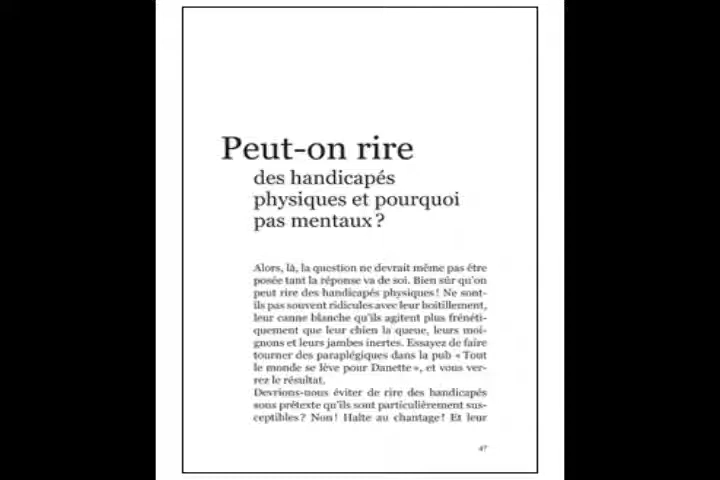 Peut-on rire
des handicapés
physiques et pourquoi
pas mentaux ?
Alors, là, la question ne devrait même pas être
posée tant la réponse va de soi. Bien sûr qu'on
peut rire des handicapés physiques ! Ne sont-
ils pas souvent ridicules avec leur boitillement,
leur canne blanche qu'ils agitent plus frénéti-
quement que leur chien la queue, leurs moi-
gnons et leurs jambes inertes. Essayez de faire
tourner des paraplégiques dans la pub « Tout
le monde se lève pour Danette », et vous ver-
rez le résultat.
Devrions-nous éviter de rire des handicapés
sous prétexte qu'ils sont particulièrement sus-
ceptibles ? Non ! Halte au chantage ! Et leur
47